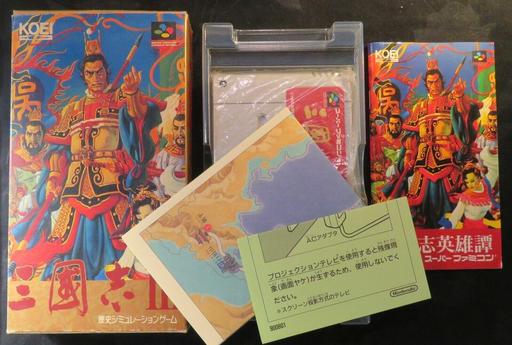 KOEI
三國志III
歴史シミュレーションゲーム
ACアダプタ
プロジェクションテレビを使用すると残像現
象(画面ヤケ)が生ずるため、使用しないでく
ださい。
※スクリーン投影方式のテレビ
Nintendo
900801
KOEI
志英雄譚
スーパーファミコン